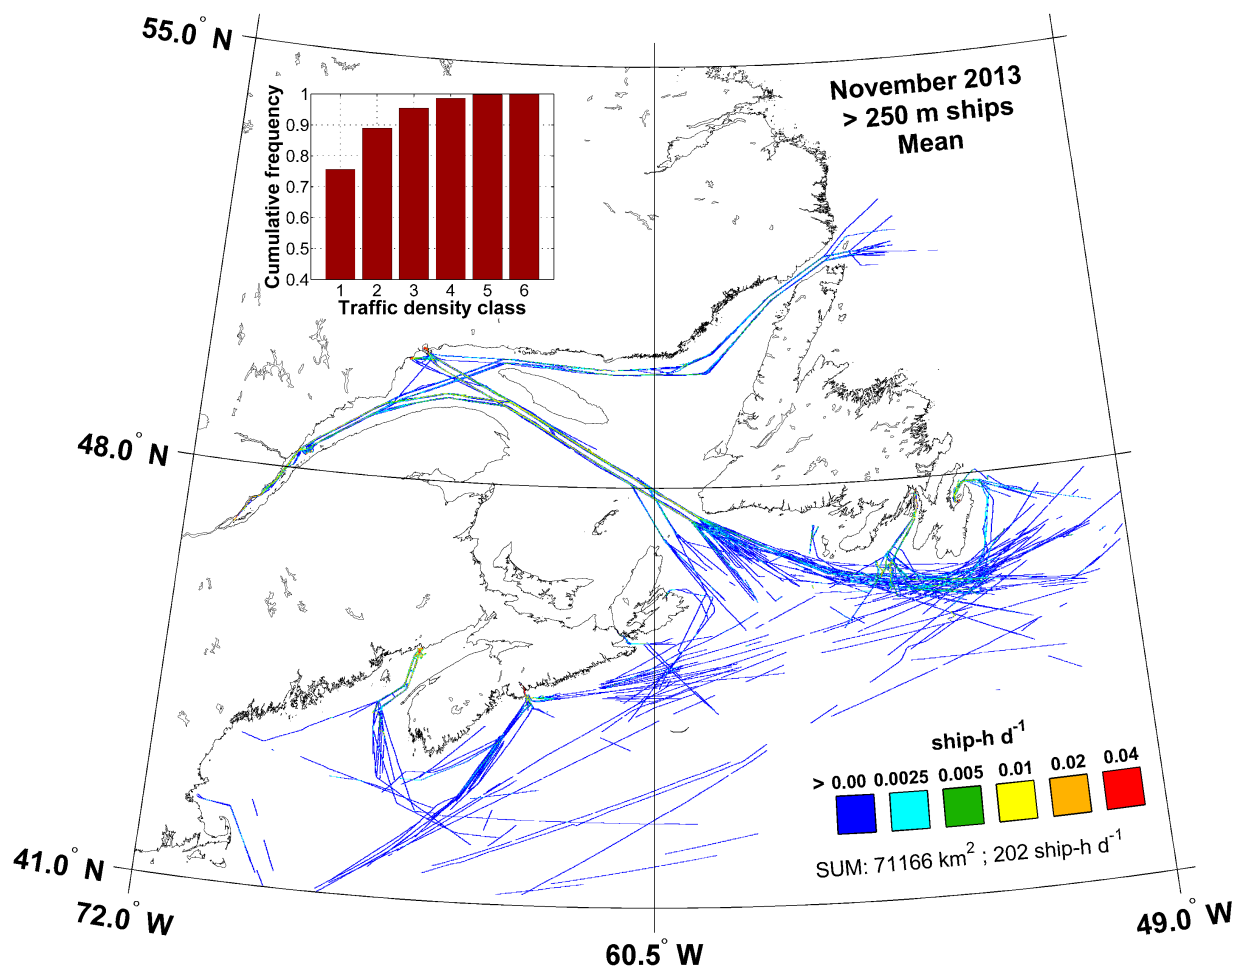 55.0° N
November 2013
> 250 m ships
Mean
Cumulative frequency
1
0.9
0.8
0.7
0.6
0.5
0.4
1 2 3 4 5 6
Traffic density class
48.0° N
ship-h d-1
> 0.00 0.0025 0.005 0.01 0.02 0.04
SUM: 71166 km2 ; 202 ship-h d-1
41.0° N
72.0° W
60.5° W
49.0° W